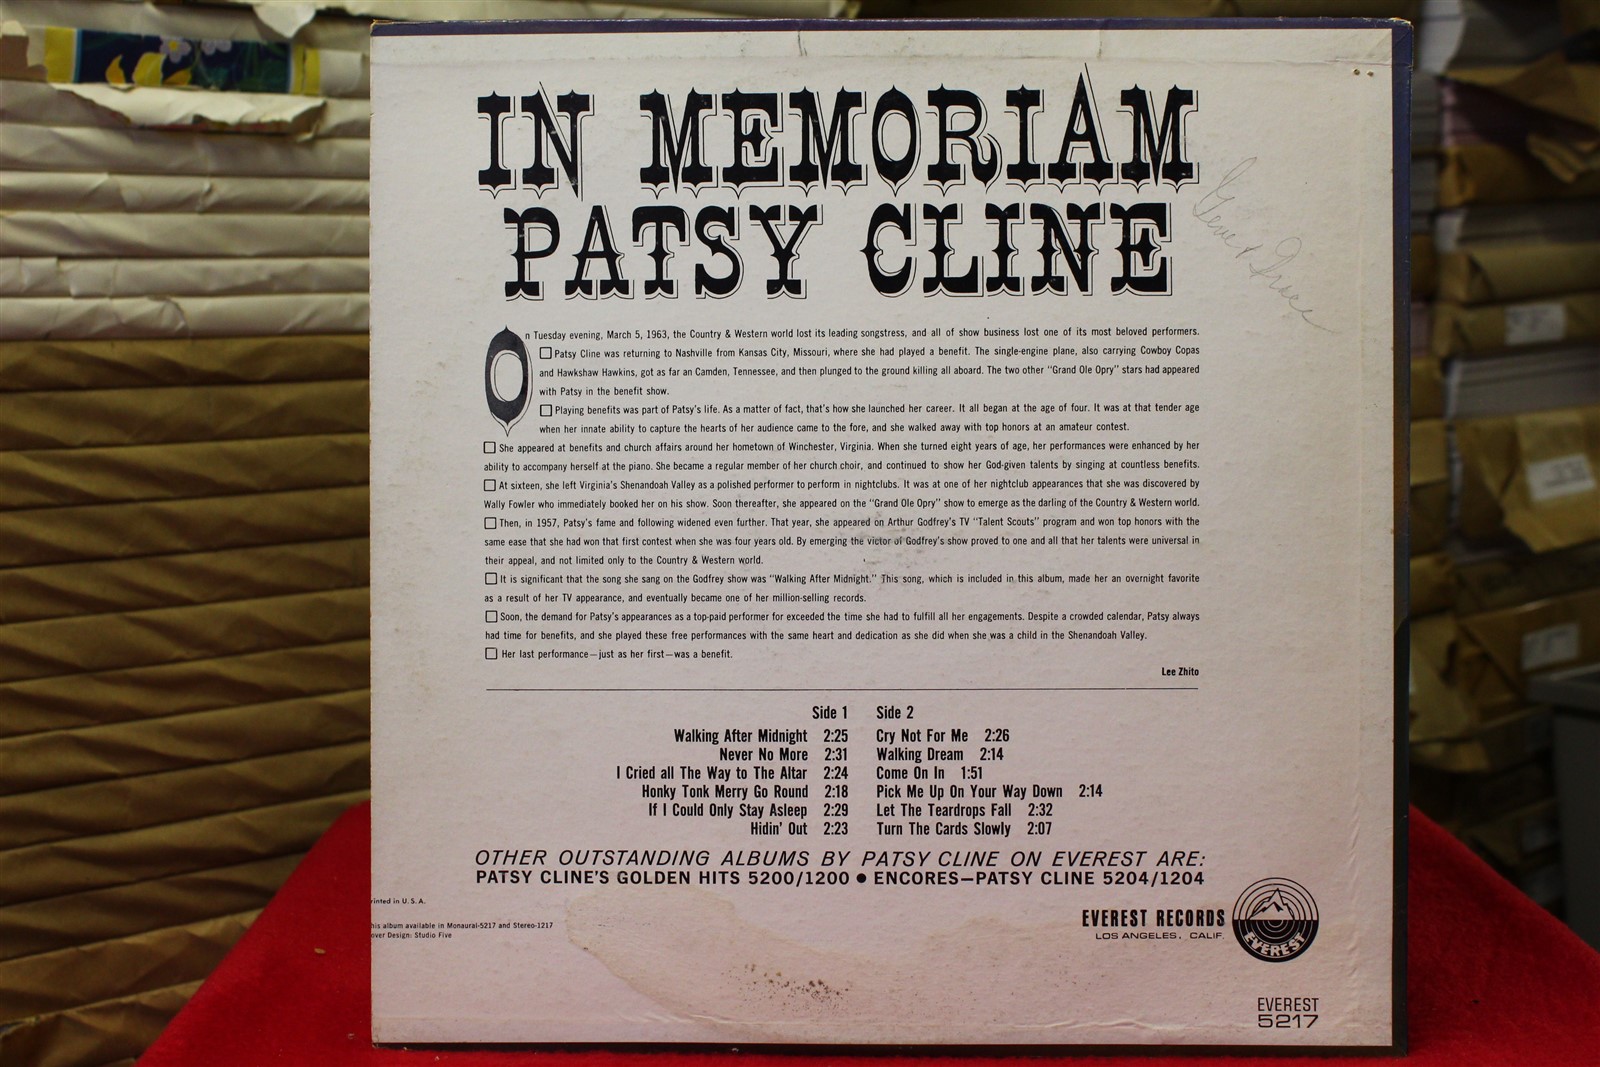 IN MEMORIAM
PATSY CLINE
On Tuesday evening, March 5, 1963, the Country & Western world lost its leading songstress, and all of show business lost one of its most beloved performers.
Patsy Cline was returning to Nashville from Kansas City, Missouri, where she had played a benefit. The single-engine plane, also carrying Cowboy Copas
and Hawkshaw Hawkins, got as far an Camden, Tennessee, and then plunged to the ground killing all aboard. The two other "Grand Ole Opry" stars had appeared
with Patsy in the benefit show.
Playing benefits was part of Patsy's life. As a matter of fact, that's how she launched her career. It all began at the age of four. It was at that tender age
when her innate ability to capture the hearts of her audience came to the fore, and she walked away with top honors at an amateur contest.
She appeared at benefits and church affairs around her hometown of Winchester, Virginia. When she turned eight years of age, her performances were enhanced by her
ability to accompany herself at the piano. She became a regular member of her church choir, and continued to show her God-given talents by singing at countless benefits.
At sixteen, she left Virginia's Shenandoah Valley as a polished performer to perform in nightclubs. It was at one of her nightclub appearances that she was discovered by
Wally Fowler who immediately booked her on his show. Soon thereafter, she appeared on the "Grand Ole Opry" show to emerge as the darling of the Country & Western world.
Then, in 1957, Patsy's fame and following widened even further. That year, she appeared on Arthur Godfrey's TV "Talent Scouts" program and won top honors with the
same ease that she had won that first contest when she was four years old. By emerging the victor of Godfrey's show proved to one and all that her talents were universal in
their appeal, and not limited only to the Country & Western world.
It is significant that the song she sang on the Godfrey show was "Walking After Midnight." This song, which is included in this album, made her an overnight favorite
as a result of her TV appearance, and eventually became one of her million-selling records.
Soon, the demand for Patsy's appearances as a top-paid performer for exceeded the time she had to fulfill all her engagements. Despite a crowded calendar, Patsy always
had time for benefits, and she played these free performances with the same heart and dedication as she did when she was a child in the Shenandoah Valley.
Her last performance—just as her first—was a benefit.
Lee Zhito
Side 1
Walking After Midnight 2:25
Never No More 2:31
I Cried all The Way to The Altar 2:24
Honky Tonk Merry Go Round 2:18
If I Could Only Stay Asleep 2:29
Hidin' Out 2:23
Side 2
Cry Not For Me 2:26
Walking Dream 2:14
Come On In 1:51
Pick Me Up On Your Way Down 2:14
Let The Teardrops Fall 2:32
Turn The Cards Slowly 2:07
OTHER OUTSTANDING ALBUMS BY PATSY CLINE ON EVEREST ARE:
PATSY CLINE'S GOLDEN HITS 5200/1200 ● ENCORES—PATSY CLINE 5204/1204
rinted in U.S.A.
his album available in Monaural-5217 and Stereo-1217
over Design: Studio Five
EVEREST RECORDS
LOS ANGELES, CALIF.
EVEREST
EVEREST
5217